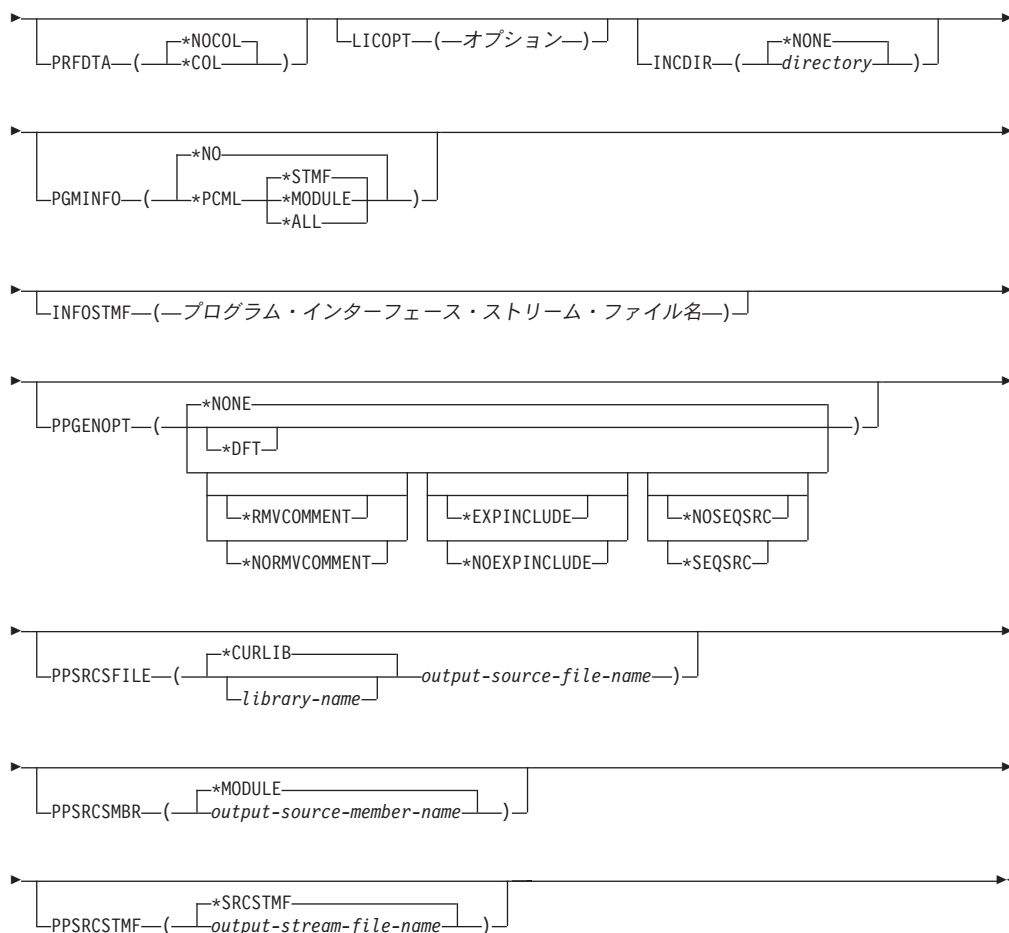 *NOCOL *NONE
PRFDTA ( *COL ) LICOPT ( オプション ) INCDIR ( directory )
*NO
PGMINFO ( *PCML *STMF )
*MODULE
*ALL
INFOSTMF ( プログラム・インターフェース・ストリーム・ファイル名 )
*NONE
PPGENOPT ( *DFT )
*RMVCOMMENT *EXPINCLUDE *NOSEQSRC
*NORMVCOMMENT *NOEXPINCLUDE *SEQSRC
*CURLIB
PPSRCSFILE ( library-name output-source-file-name )
*MODULE
PPSRCSMBR ( output-source-member-name )
*SRCSTMF
PPSRCSTMF ( output-stream-file-name )